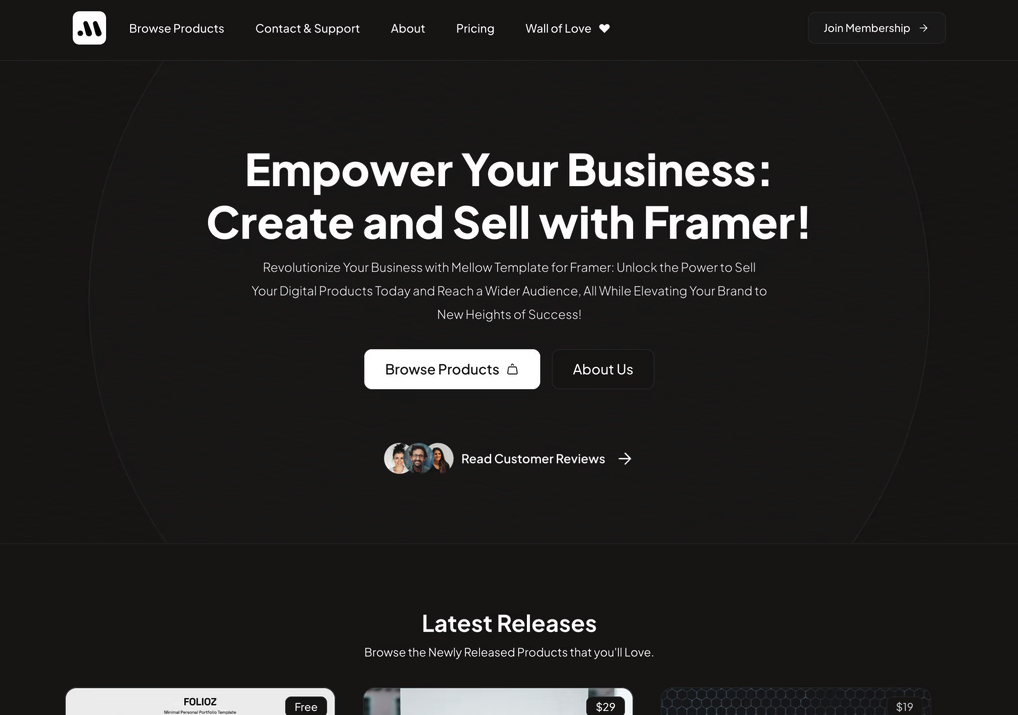 Browse Products
Contact & Support
About
Pricing
Wall of Love
Join Membership
Empower Your Business:
Create and Sell with Framer!
Revolutionize Your Business with Mellow Template for Framer: Unlock the Power to Sell
Your Digital Products Today and Reach a Wider Audience, All While Elevating Your Brand to
New Heights of Success!
Browse Products
About Us
Read Customer Reviews
Latest Releases
Browse the Newly Released Products that you'll Love.
FOLIOZ
Minimal Personal Portfolio Template
Free
$29
$19